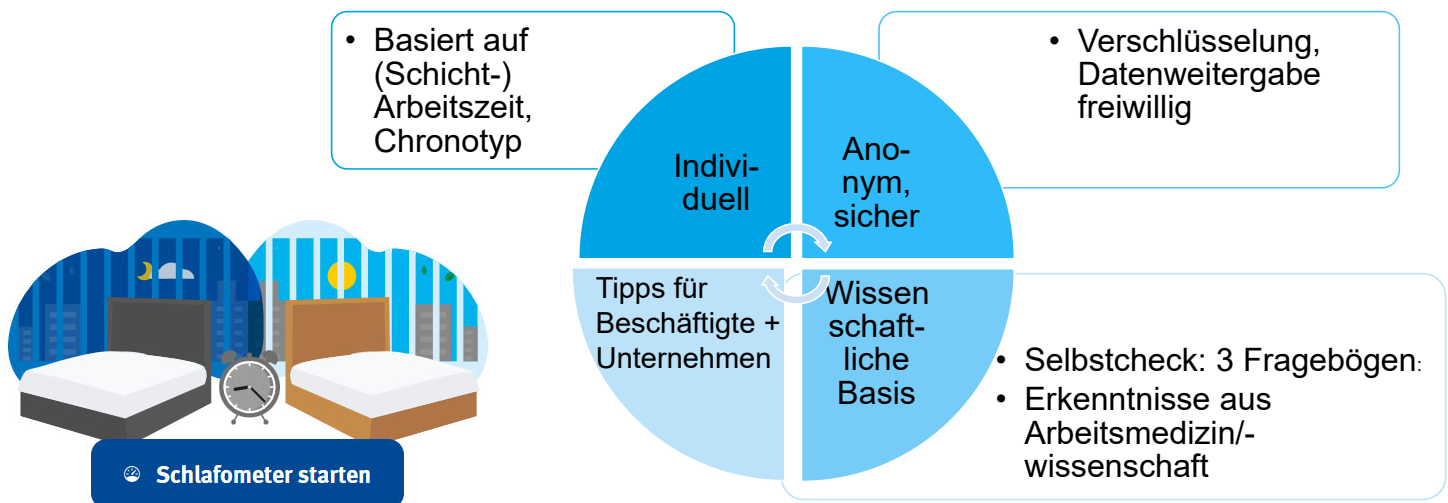 • Basiert auf
(Schicht-)
Arbeitszeit,
Chronotyp
• Verschlüsselung,
Datenweitergabe
freiwillig
Indivi-
duell
Ano-
nym,
sicher
Tipps für
Beschäftigte +
Unternehmen
Wissen
schaft-
liche
Basis
• Selbstcheck: 3 Fragebögen:
• Erkenntnisse aus
Arbeitsmedizin/-
wissenschaft
Schlafometer starten